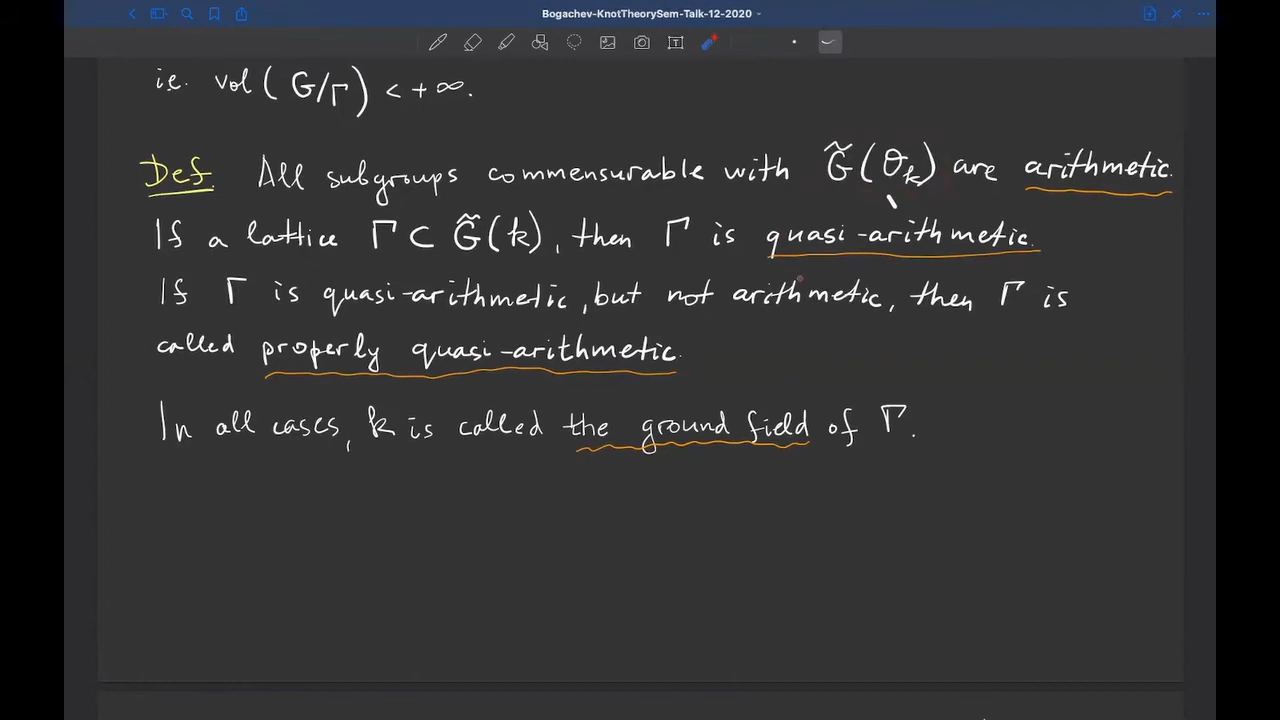 Bogachev-KnotTheorySem-Talk-12-2020
i.e. vol(G/Γ) < +∞.
Def All subgroups commensurable with G̃(𝒪ₖ) are arithmetic.
If a lattice Γ ⊂ G̃(k), then Γ is quasi-arithmetic.
If Γ is quasi-arithmetic, but not arithmetic, then Γ is
called properly quasi-arithmetic.
In all cases, k is called the ground field of Γ.